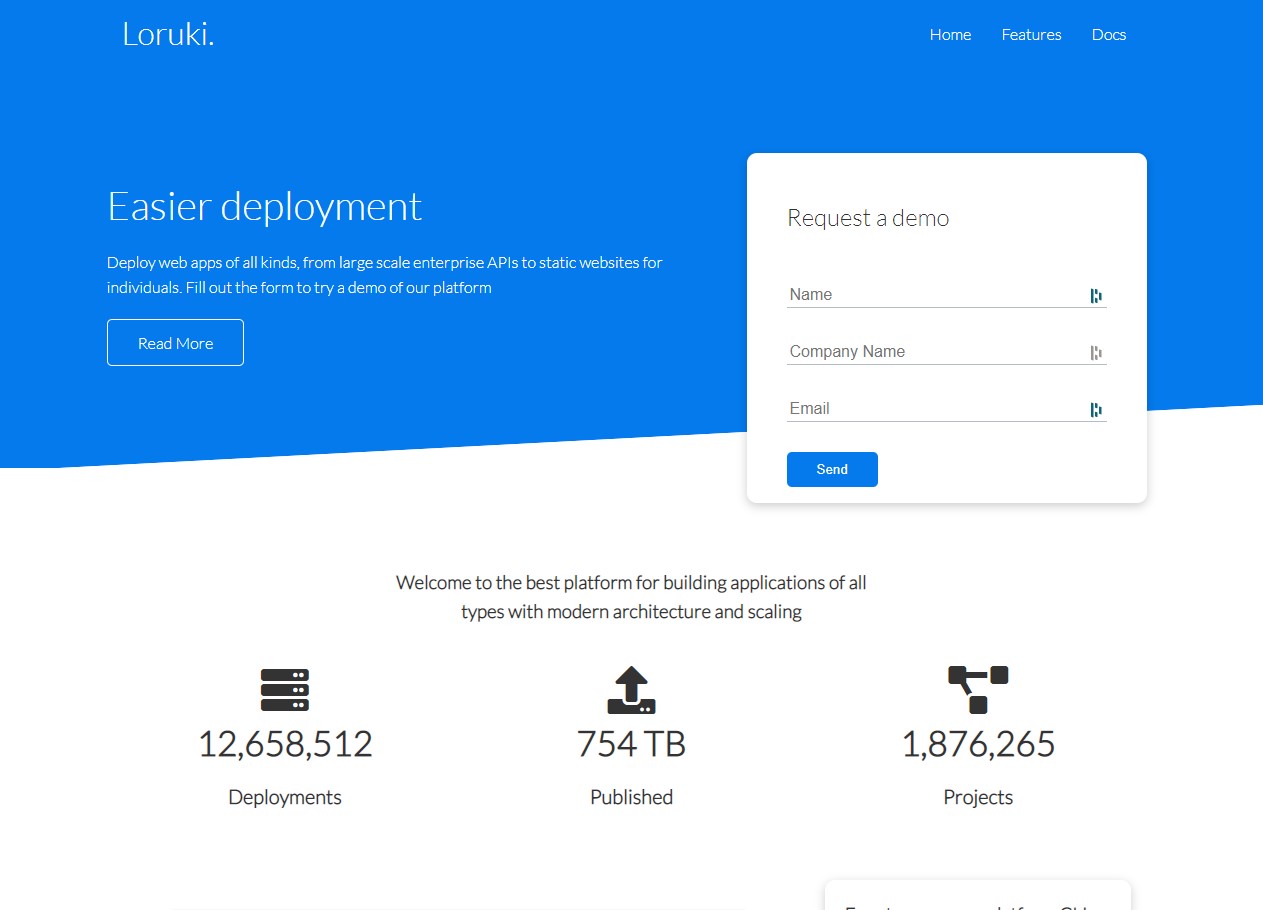 Loruki.
Home Features Docs
Easier deployment
Deploy web apps of all kinds, from large scale enterprise APIs to static websites for
individuals. Fill out the form to try a demo of our platform
Read More
Request a demo
Name
Company Name
Email
Send
Welcome to the best platform for building applications of all
types with modern architecture and scaling
12,658,512
Deployments
754 TB
Published
1,876,265
Projects